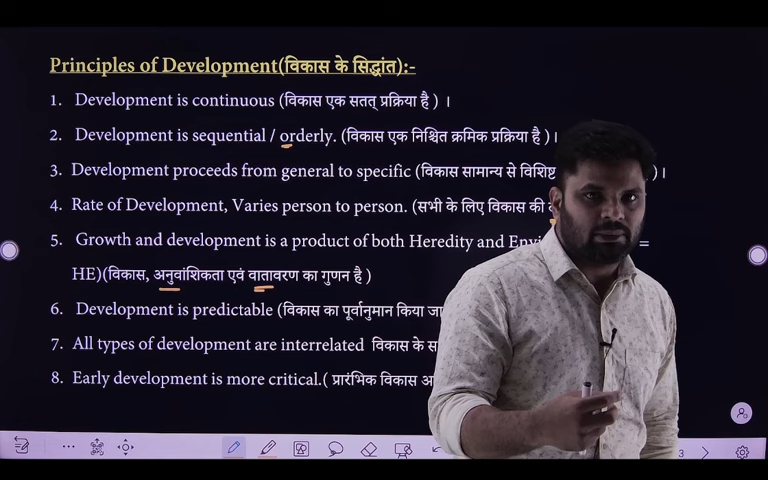 Principles of Development(विकास के सिद्धांत):-
1. Development is continuous (विकास एक सतत् प्रक्रिया है ) ।
2. Development is sequential / orderly. (विकास एक निश्चित क्रमिक प्रक्रिया है )।
3. Development proceeds from general to specific (विकास सामान्य से विशिष्ट )।
4. Rate of Development, Varies person to person. (सभी के लिए विकास की
5. Growth and development is a product of both Heredity and =
HE)(विकास, अनुवांशिकता एवं वातावरण का गुणन है )
6. Development is predictable (विकास का पूर्वानुमान किया
7. All types of development are interrelated विकास के
8. Early development is more critical.( प्रारंभिक विकास
3